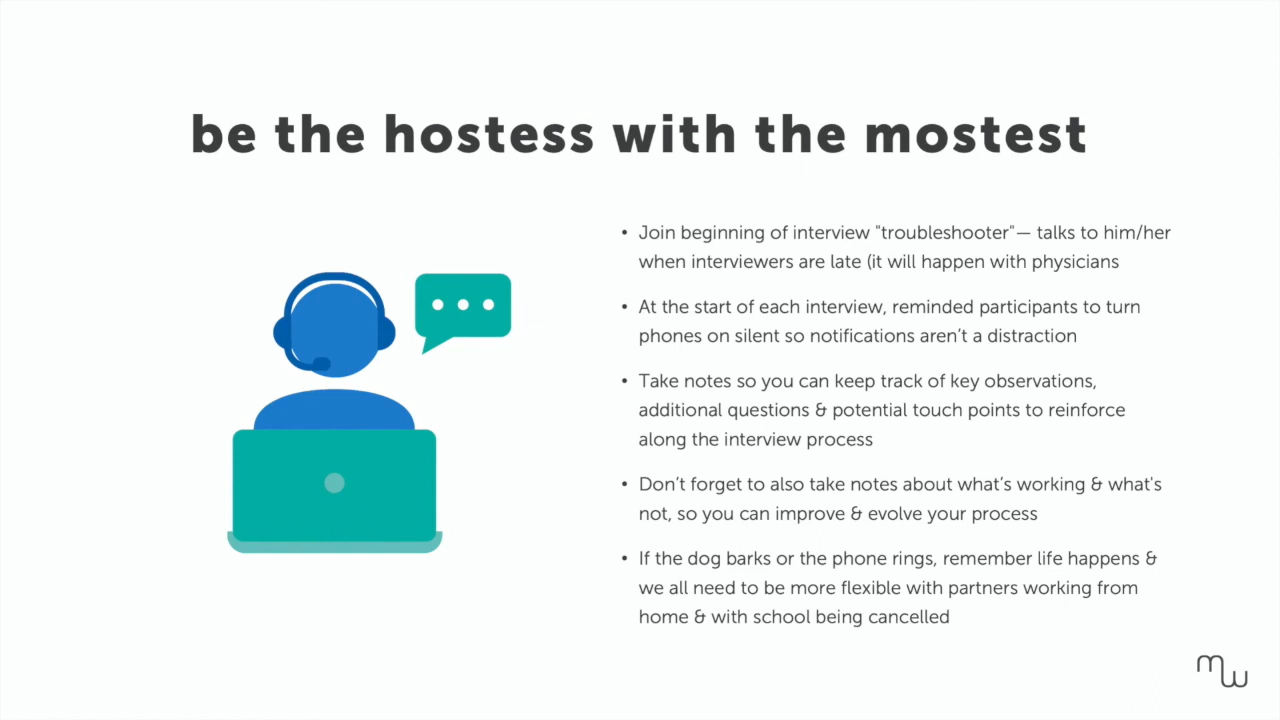 be the hostess with the mostest
• Join beginning of interview "troubleshooter"— talks to him/her
when interviewers are late (it will happen with physicians
• At the start of each interview, reminded participants to turn
phones on silent so notifications aren’t a distraction
• Take notes so you can keep track of key observations,
additional questions & potential touch points to reinforce
along the interview process
• Don’t forget to also take notes about what’s working & what's
not, so you can improve & evolve your process
• If the dog barks or the phone rings, remember life happens &
we all need to be more flexible with partners working from
home & with school being cancelled
mw